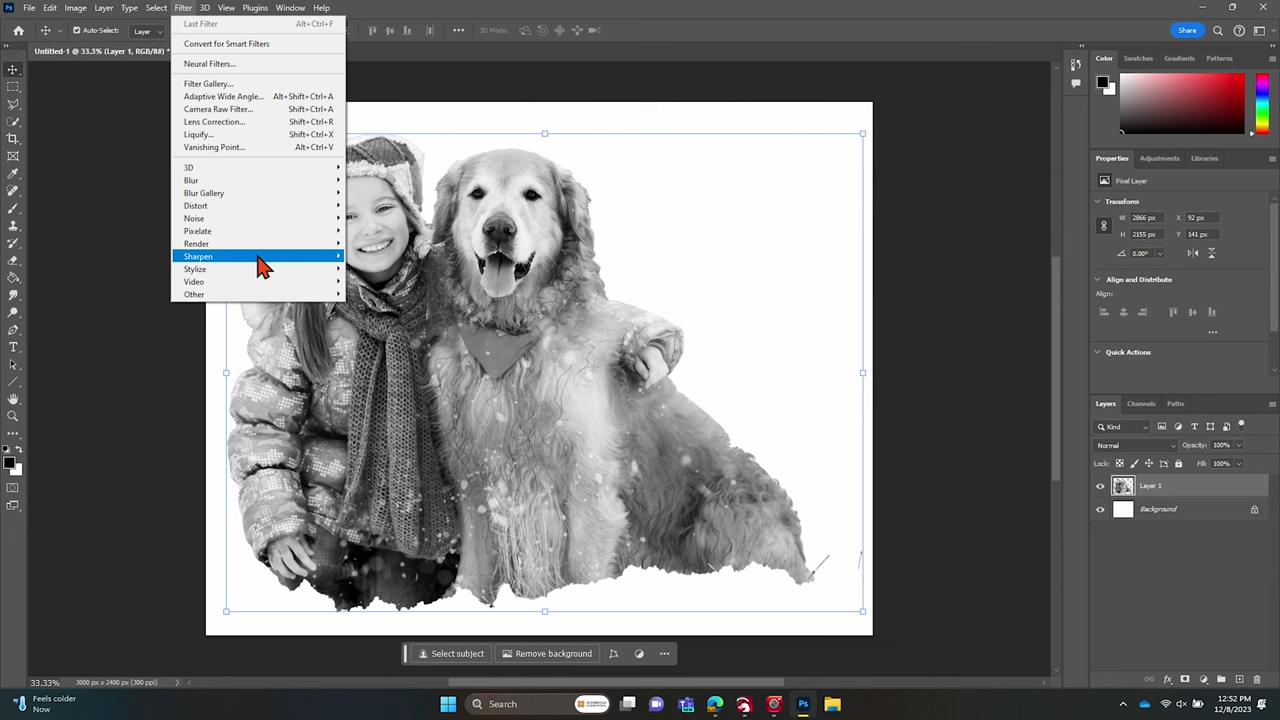 File Edit Image Layer Type Select Filter 3D View Plugins Window Help
Auto-Select: Layer 3D Mode: Share
Untitled-1 @ 33.3% (Layer 1, RGB/8#) *
Last Filter Alt+Ctrl+F
Convert for Smart Filters
Neural Filters...
Filter Gallery...
Adaptive Wide Angle... Alt+Shift+Ctrl+A
Camera Raw Filter... Shift+Ctrl+A
Lens Correction... Shift+Ctrl+R
Liquify... Shift+Ctrl+X
Vanishing Point... Alt+Ctrl+V
3D
Blur
Blur Gallery
Distort
Noise
Pixelate
Render
Sharpen
Stylize
Video
Other
Color Swatches Gradients Patterns
Properties Adjustments Libraries
Pixel Layer
Transform
W 2866 px X 92 px
H 2155 px Y 141 px
0.00°
Align and Distribute
Align:
Quick Actions
Layers Channels Paths
Kind
Normal Opacity: 100%
Lock: Fill: 100%
Layer 1
Background
Select subject Remove background
33.33% 3000 px x 2400 px (300 ppi)
Feels colder
Now
Search
12:52 PM
12/8/2023